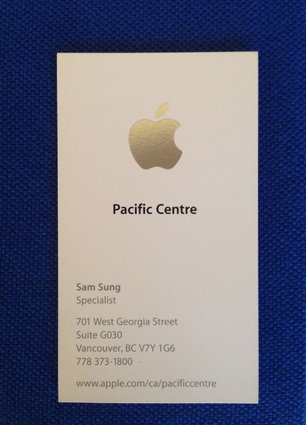 Pacific Centre
Sam Sung
Specialist
701 West Georgia Street
Suite G030
Vancouver, BC V7Y 1G6
778 373-1800
www.apple.com/ca/pacificcentre